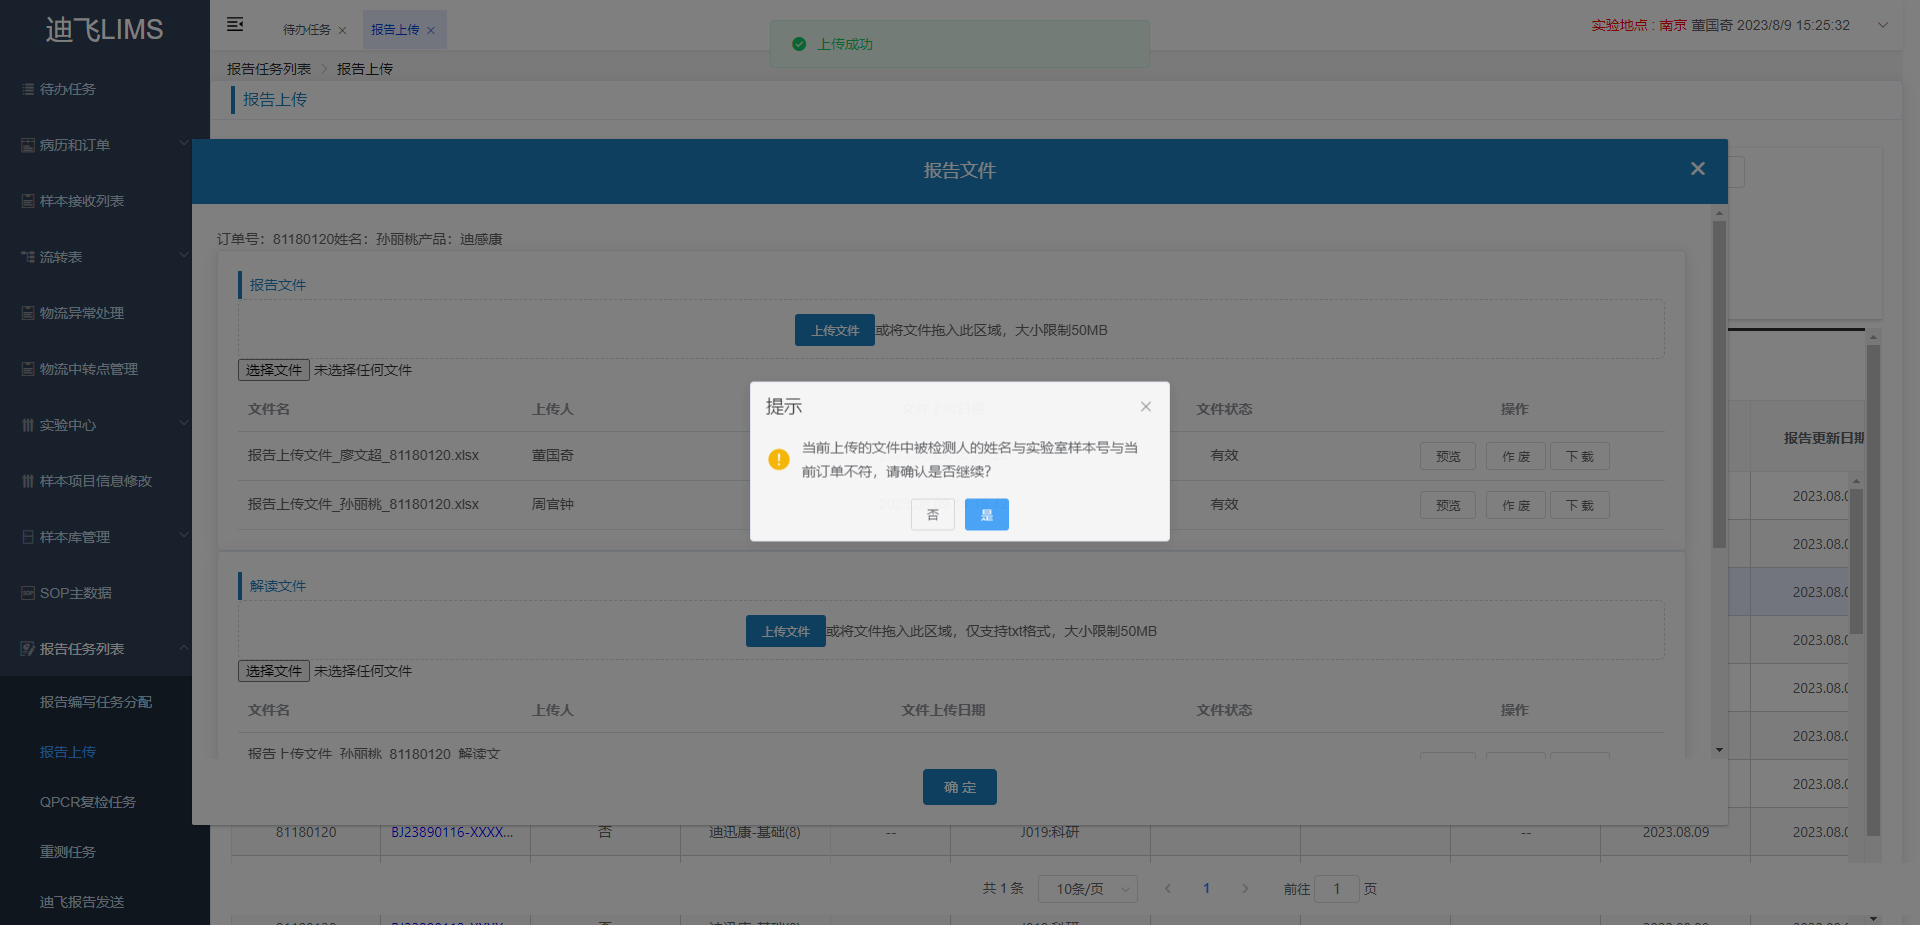 迪飞LIMS
待办任务
病历和订单
样本接收列表
流转表
物流异常处理
物流中转点管理
实验中心
样本项目信息修改
样本库管理
SOP主数据
报告任务列表
报告编写任务分配
报告上传
QPCR复检任务
重测任务
迪飞报告发送
待办任务
报告上传
上传成功
实验地点 : 南京 董国奇 2023/8/9 15:25:32
报告任务列表 报告上传
报告上传
报告文件
订单号：81180120姓名：孙丽桃产品：迪感康
报告文件
上传文件 或将文件拖入此区域，大小限制50MB
选择文件 未选择任何文件
文件名 上传人 文件状态 操作
报告上传文件_廖文超_81180120.xlsx 董国奇 有效 预览 作 废 下 载
报告上传文件_孙丽桃_81180120.xlsx 周官钟 有效 预览 作 废 下 载
提示
当前上传的文件中被检测人的姓名与实验室样本号与当
前订单不符，请确认是否继续？
否 是
解读文件
上传文件 或将文件拖入此区域，仅支持txt格式，大小限制50MB
选择文件 未选择任何文件
文件名 上传人 文件上传日期 文件状态 操作
报告上传文件_孙丽桃_81180120_解读文
确 定
报告更新日期
2023.08.0
2023.08.0
2023.08.0
2023.08.0
2023.08.0
2023.08.0
2023.08.0
81180120 BJ23890116-XXXX... 否 迪迅康-基础(8) -- J019:科研 -- 2023.08.09 2023.08.0
共 1 条 10条/页 1 前往 1 页